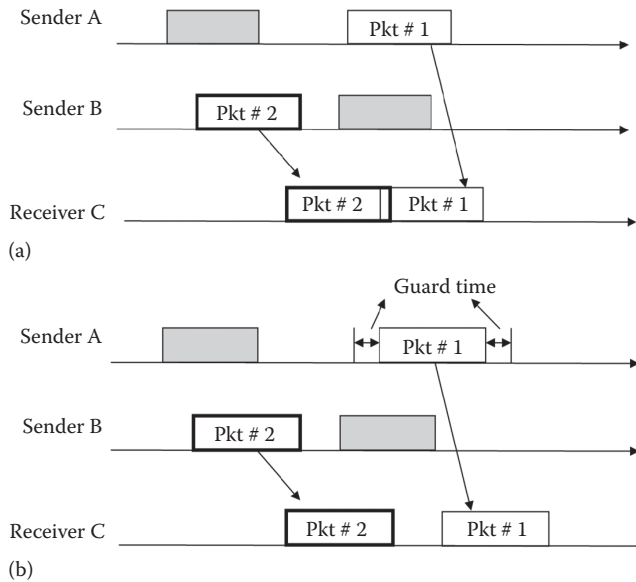 Sender A
Pkt # 1
Sender B
Pkt # 2
Receiver C
Pkt # 2
Pkt # 1
(a)
Guard time
Sender A
Pkt # 1
Sender B
Pkt # 2
Receiver C
Pkt # 2
Pkt # 1
(b)